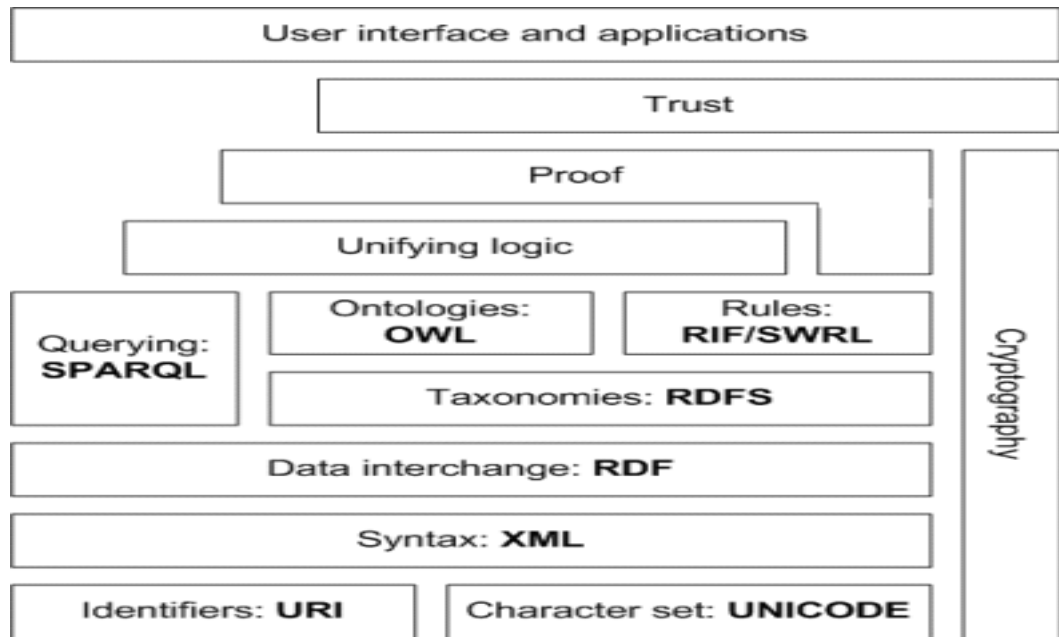 User interface and applications
Trust
Proof
Unifying logic
Ontologies:
OWL
Rules:
RIF/SWRL
Querying:
SPARQL
Taxonomies: RDFS
Data interchange: RDF
Syntax: XML
Identifiers: URI
Character set: UNICODE
Cryptography